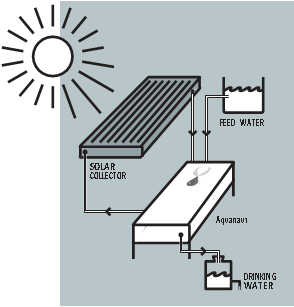 FEED WATER
SOLAR
COLLECTOR
Aquanaut
DRINKING
WATER